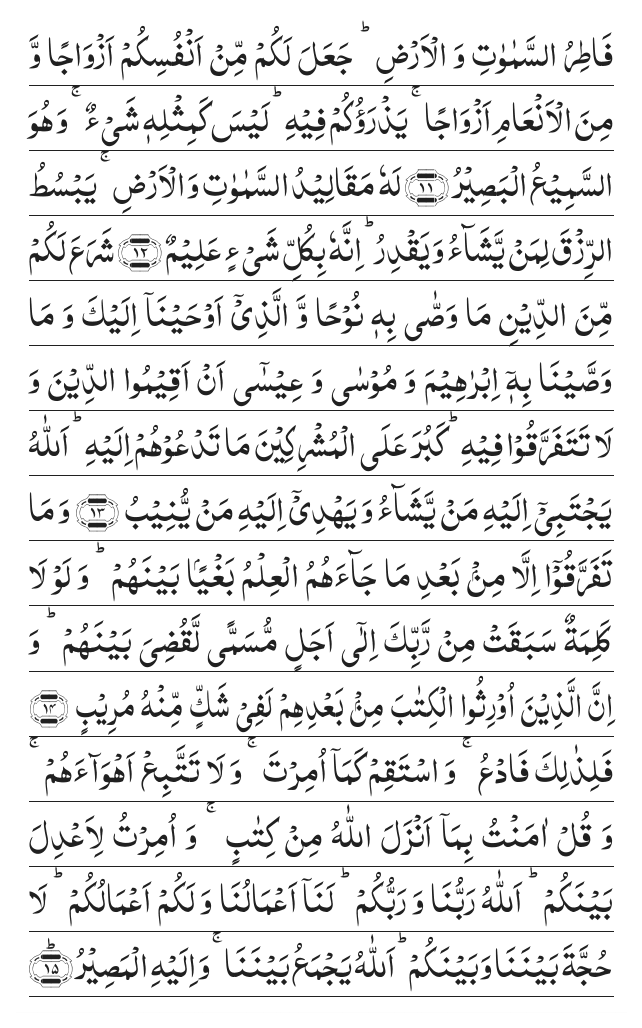 فَاطِرُ السَّمٰوٰتِ وَ الْاَرْضِ ؕ جَعَلَ لَكُمْ مِّنْ اَنْفُسِكُمْ اَزْوَاجًا وَّ
مِنَ الْاَنْعَامِ اَزْوَاجًا ۚ یَذْرَؤُكُمْ فِیْهِ ؕ لَیْسَ كَمِثْلِهٖ شَیْءٌ ۚ وَ هُوَ
السَّمِیْعُ الْبَصِیْرُ ﴿۱۱﴾ لَهٗ مَقَالِیْدُ السَّمٰوٰتِ وَ الْاَرْضِ ۚ یَبْسُطُ
الرِّزْقَ لِمَنْ یَّشَآءُ وَ یَقْدِرُ ؕ اِنَّهٗ بِكُلِّ شَیْءٍ عَلِیْمٌ ﴿۱۲﴾ شَرَعَ لَكُمْ
مِّنَ الدِّیْنِ مَا وَصّٰی بِهٖ نُوْحًا وَّ الَّذِیْۤ اَوْحَیْنَاۤ اِلَیْكَ وَ مَا
وَصَّیْنَا بِهٖۤ اِبْرٰهِیْمَ وَ مُوْسٰی وَ عِیْسٰۤی اَنْ اَقِیْمُوا الدِّیْنَ وَ
لَا تَتَفَرَّقُوْا فِیْهِ ؕ كَبُرَ عَلَی الْمُشْرِكِیْنَ مَا تَدْعُوْهُمْ اِلَیْهِ ؕ اَللّٰهُ
یَجْتَبِیْۤ اِلَیْهِ مَنْ یَّشَآءُ وَ یَهْدِیْۤ اِلَیْهِ مَنْ یُّنِیْبُ ﴿۱۳﴾ وَ مَا
تَفَرَّقُوْۤا اِلَّا مِنْۢ بَعْدِ مَا جَآءَهُمُ الْعِلْمُ بَغْیًۢا بَیْنَهُمْ ؕ وَ لَوْ لَا
كَلِمَةٌ سَبَقَتْ مِنْ رَّبِّكَ اِلٰۤی اَجَلٍ مُّسَمًّی لَّقُضِیَ بَیْنَهُمْ ؕ وَ
اِنَّ الَّذِیْنَ اُوْرِثُوا الْكِتٰبَ مِنْۢ بَعْدِهِمْ لَفِیْ شَكٍّ مِّنْهُ مُرِیْبٍ ﴿۱۴﴾
فَلِذٰلِكَ فَادْعُ ۚ وَ اسْتَقِمْ كَمَاۤ اُمِرْتَ ۚ وَ لَا تَتَّبِعْ اَهْوَآءَهُمْ ۚ
وَ قُلْ اٰمَنْتُ بِمَاۤ اَنْزَلَ اللّٰهُ مِنْ كِتٰبٍ ۚ وَ اُمِرْتُ لِاَعْدِلَ
بَیْنَكُمْ ؕ اَللّٰهُ رَبُّنَا وَ رَبُّكُمْ ؕ لَنَاۤ اَعْمَالُنَا وَ لَكُمْ اَعْمَالُكُمْ ؕ لَا
حُجَّةَ بَیْنَنَا وَ بَیْنَكُمْ ؕ اَللّٰهُ یَجْمَعُ بَیْنَنَا ۚ وَ اِلَیْهِ الْمَصِیْرُ ﴿ؕ۱۵﴾